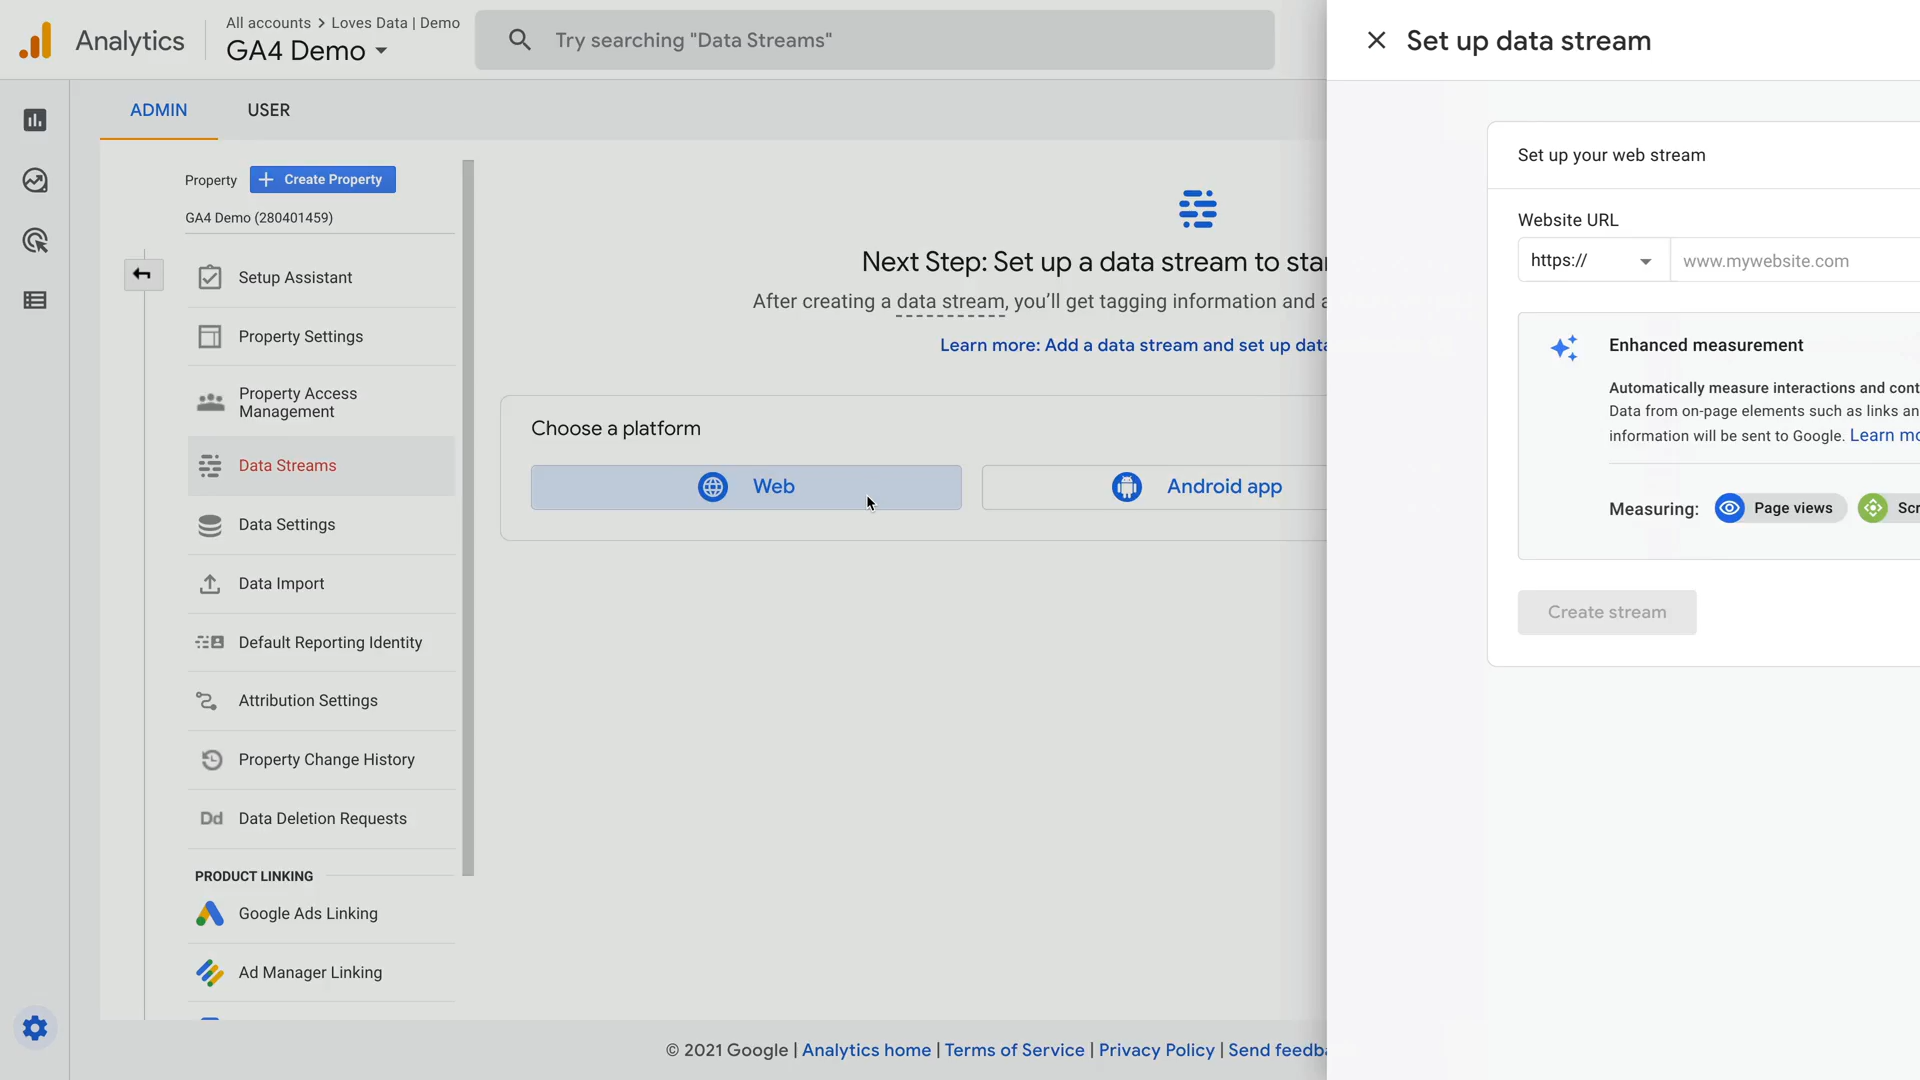 Analytics
All accounts > Loves Data | Demo
GA4 Demo
Try searching "Data Streams"
Set up data stream
ADMIN
USER
Property
Create Property
GA4 Demo (280401459)
Setup Assistant
Property Settings
Property Access
Management
Data Streams
Data Settings
Data Import
Default Reporting Identity
Attribution Settings
Property Change History
Dd Data Deletion Requests
PRODUCT LINKING
Google Ads Linking
Ad Manager Linking
Next Step: Set up a data stream to sta
After creating a data stream, you'll get tagging information and a
Learn more: Add a data stream and set up data
Choose a platform
Web
Android app
© 2021 Google | Analytics home | Terms of Service | Privacy Policy | Send feedb
Set up your web stream
Website URL
https://
www.mywebsite.com
Enhanced measurement
Automatically measure interactions and cont
Data from on-page elements such as links an
information will be sent to Google. Learn mo
Measuring:
Page views
Scr
Create stream